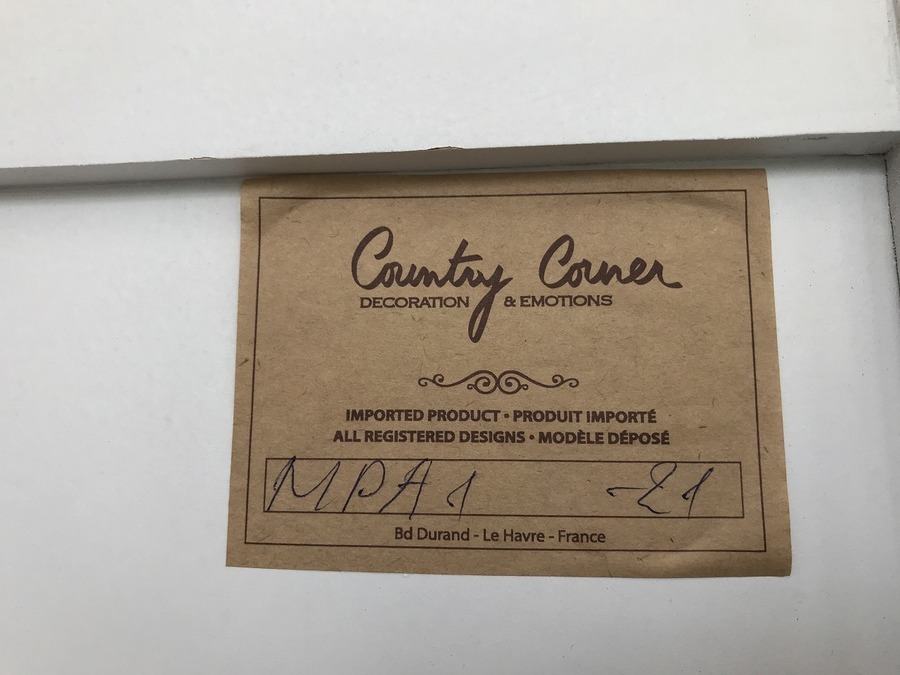 Country Corner
DECORATION & EMOTIONS
IMPORTED PRODUCT • PRODUIT IMPORTÉ
ALL REGISTERED DESIGNS • MODÈLE DÉPOSÉ
MPA1 -21
Bd Durand - Le Havre - France